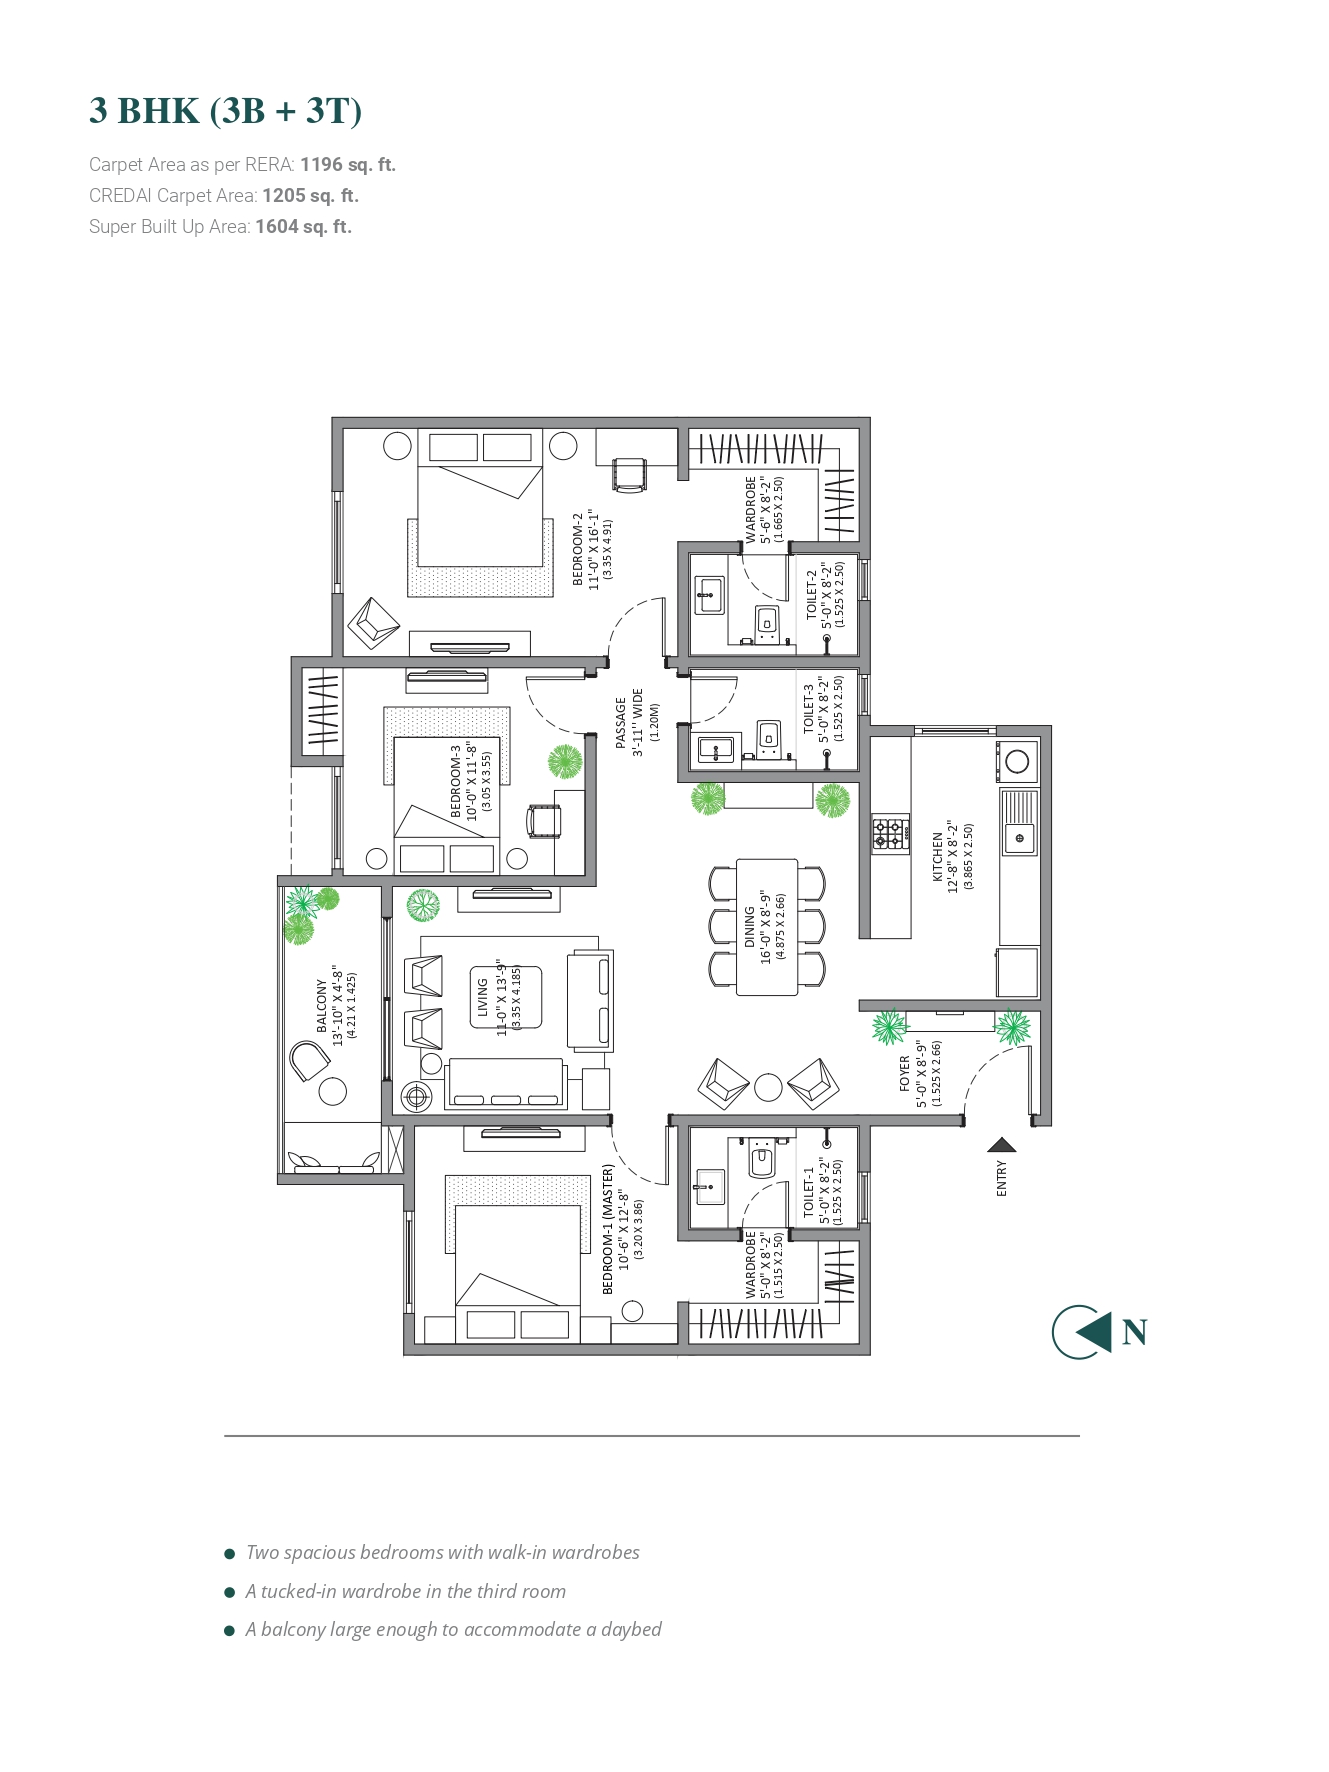 3 BHK (3B + 3T)
Carpet Area as per RERA: 1196 sq. ft.
CREDAI Carpet Area: 1205 sq. ft.
Super Built Up Area: 1604 sq. ft.
BEDROOM-2
11'-0" X 16'-1"
(3.35 X 4.91)
WARDROBE
5'-6" X 8'-2"
(1.665 X 2.50)
TOILET-2
5'-0" X 8'-2"
(1.525 X 2.50)
BEDROOM-3
10'-0" X 11'-8"
(3.05 X 3.55)
PASSAGE
3'-11" WIDE
(1.20M)
TOILET-3
5'-0" X 8'-2"
(1.525 X 2.50)
KITCHEN
12'-8" X 8'-2"
(3.865 X 2.50)
DINING
16'-0" X 8'-9"
(4.875 X 2.66)
BALCONY
13'-10" X 4'-8"
(4.21 X 1.425)
LIVING
11-0" X 13'-9"
(3.35 X 4.185)
FOYER
5'-0" X 8'-9"
(1.525 X 2.66)
ENTRY
BEDROOM-1 (MASTER)
10'-6" X 12'-8"
(3.20 X 3.86)
TOILET-1
5'-0" X 8'-2"
(1.525 X 2.50)
WARDROBE
5'-0" X 8'-2"
(1.515 X 2.50)
N
Two spacious bedrooms with walk-in wardrobes
A tucked-in wardrobe in the third room
A balcony large enough to accommodate a daybed